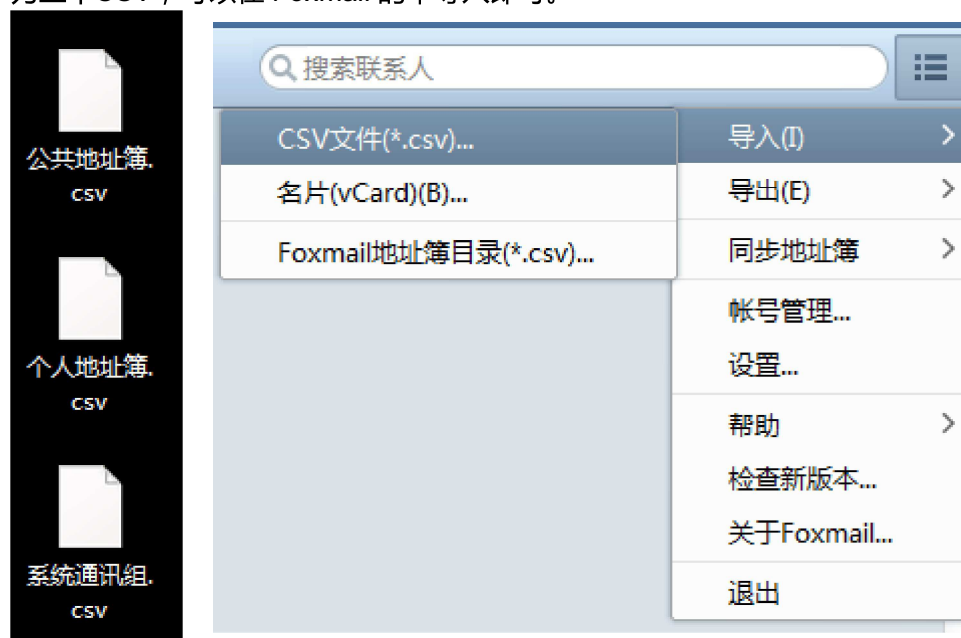 公共地址簿.
csv
个人地址簿.
csv
系统通讯组.
csv
搜索联系人
CSV文件(*.csv)...
名片(vCard)(B)...
Foxmail地址簿目录(*.csv)...
导入(I)
导出(E)
同步地址簿
帐号管理...
设置...
帮助
检查新版本...
关于Foxmail...
退出